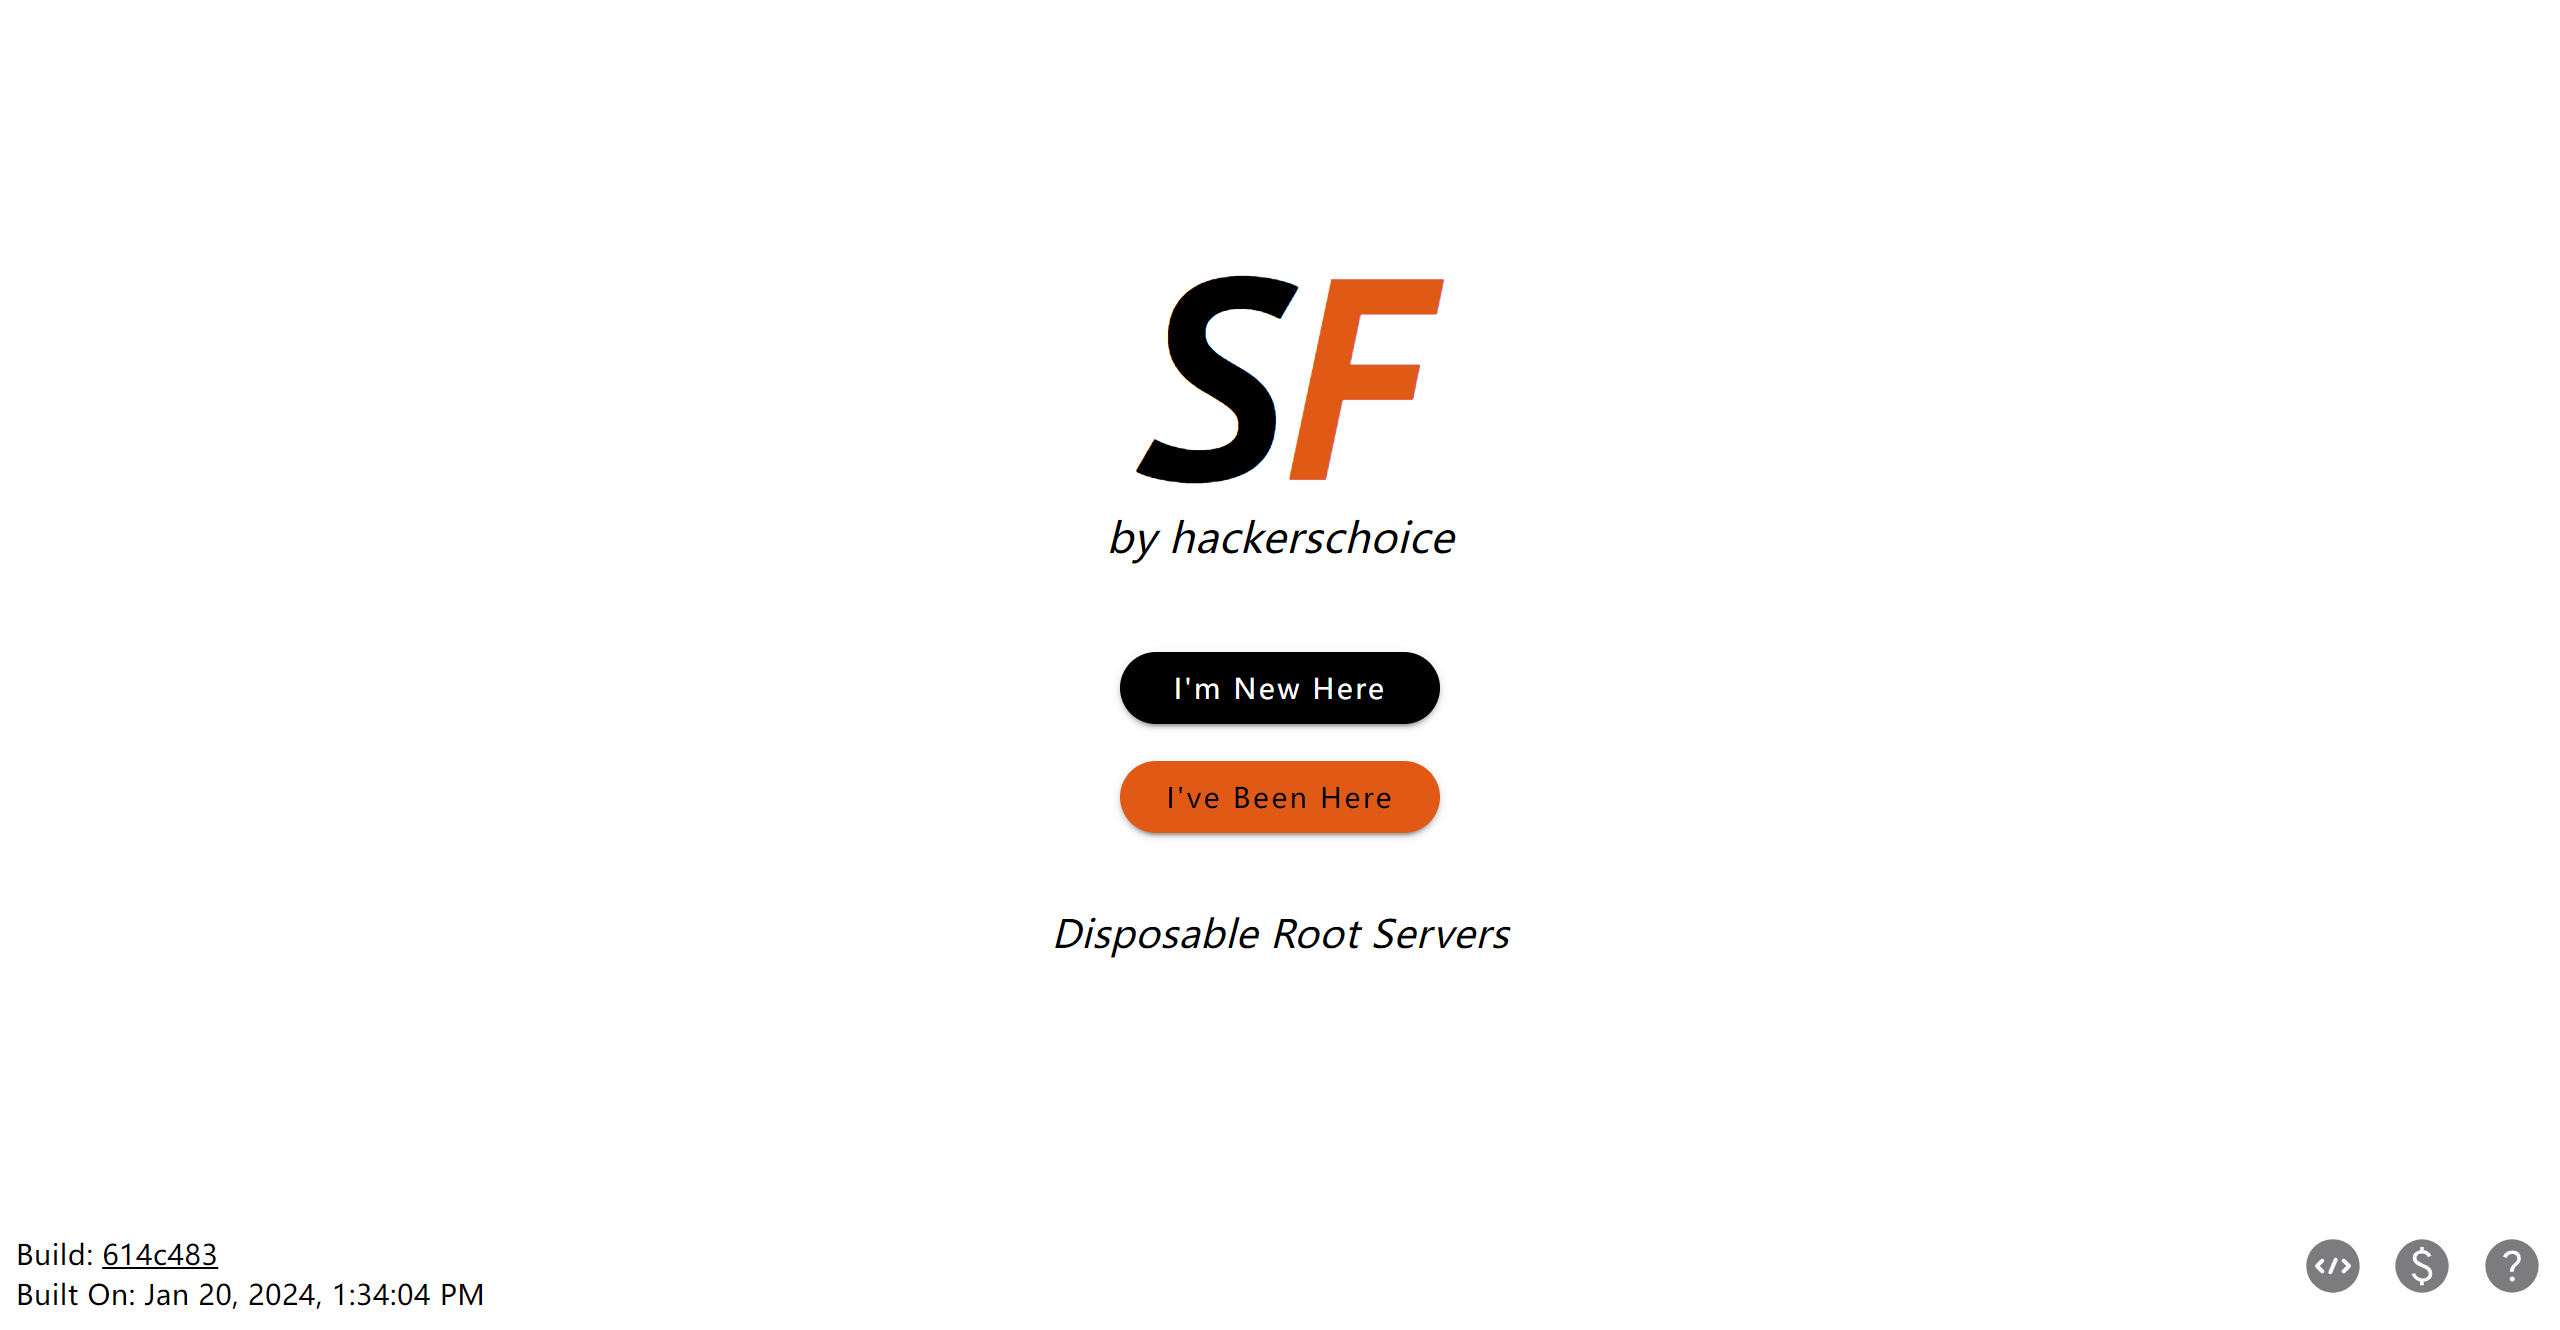 SF
by hackerschoice
I'm New Here
I've Been Here
Disposable Root Servers
Build: 614c483
Built On: Jan 20, 2024, 1:34:04 PM